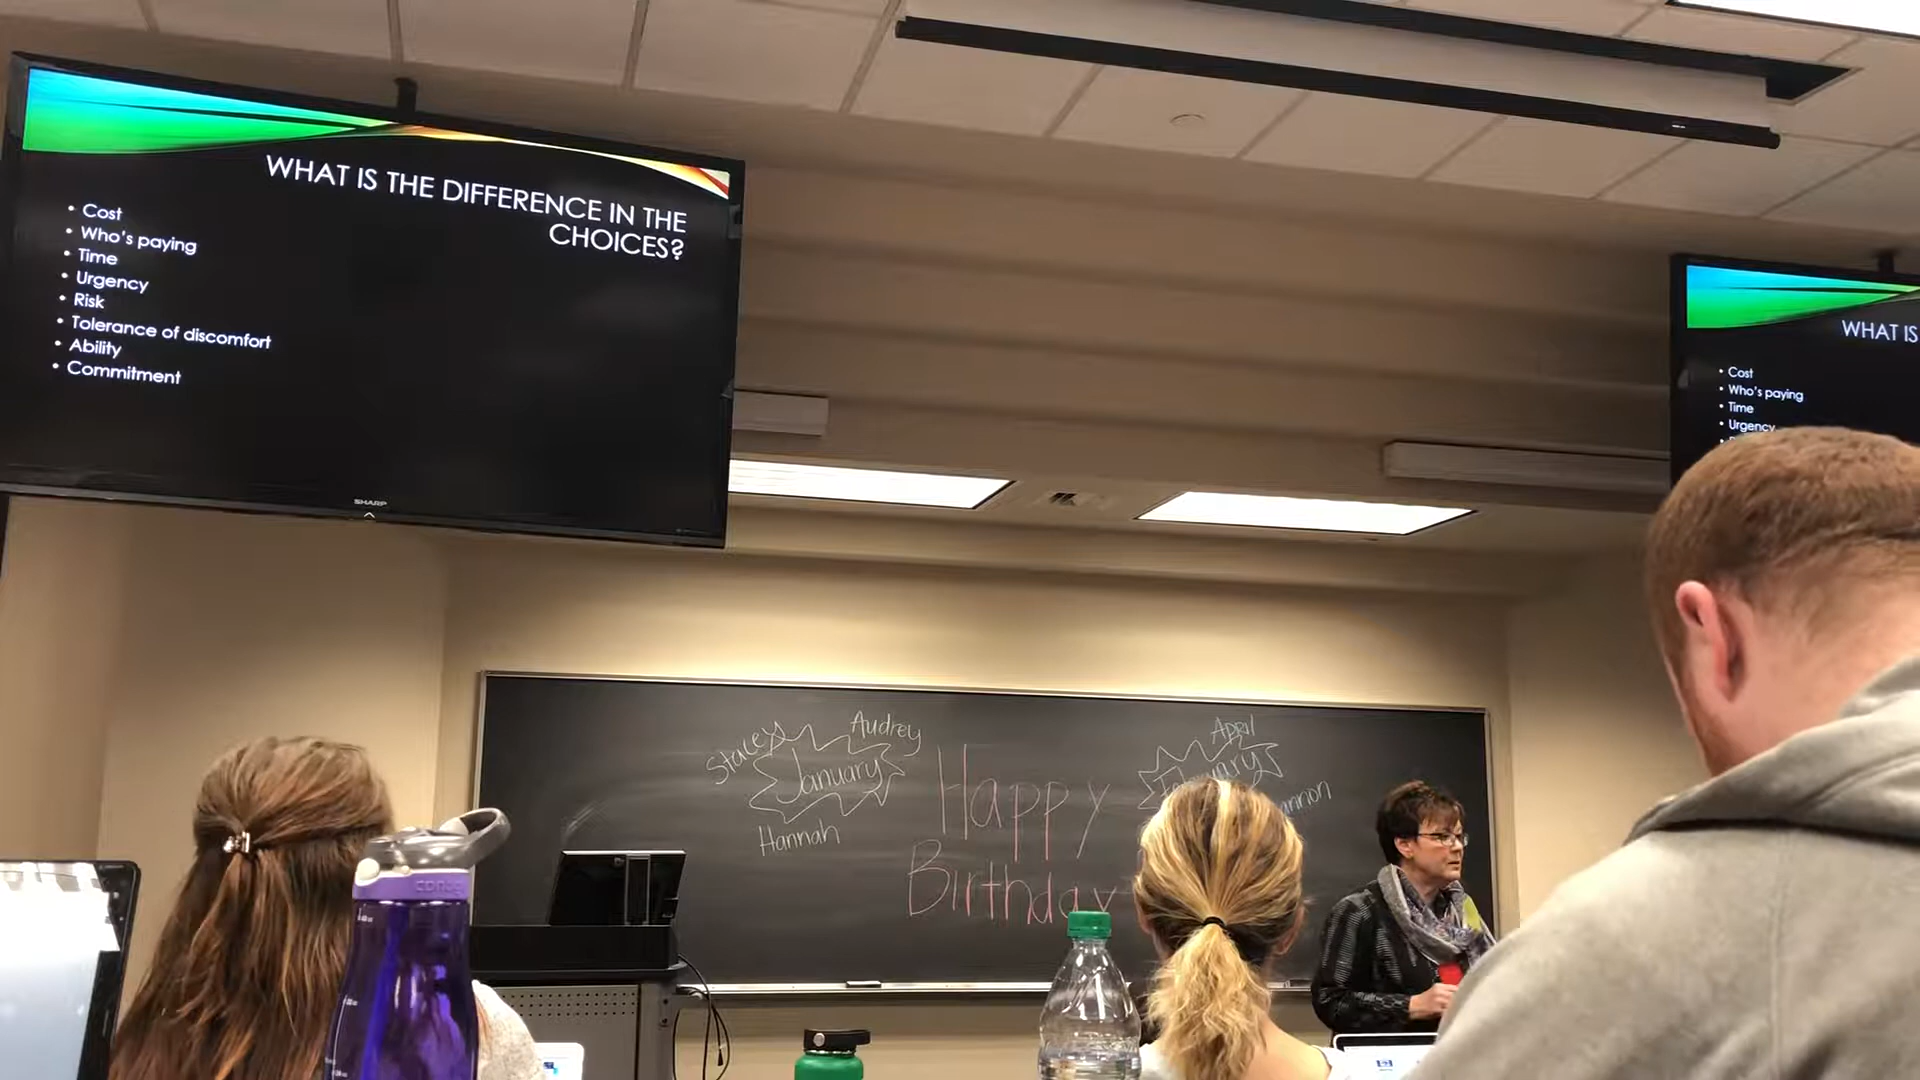 WHAT IS THE DIFFERENCE IN THE
CHOICES?
• Cost
• Who's paying
• Time
• Urgency
• Risk
• Tolerance of discomfort
• Ability
• Commitment
SHARP
WHAT IS
• Cost
• Who's paying
• Time
• Urgency
Stacey
Audrey
January
Hannah
Happy
Birthday
April
contigo